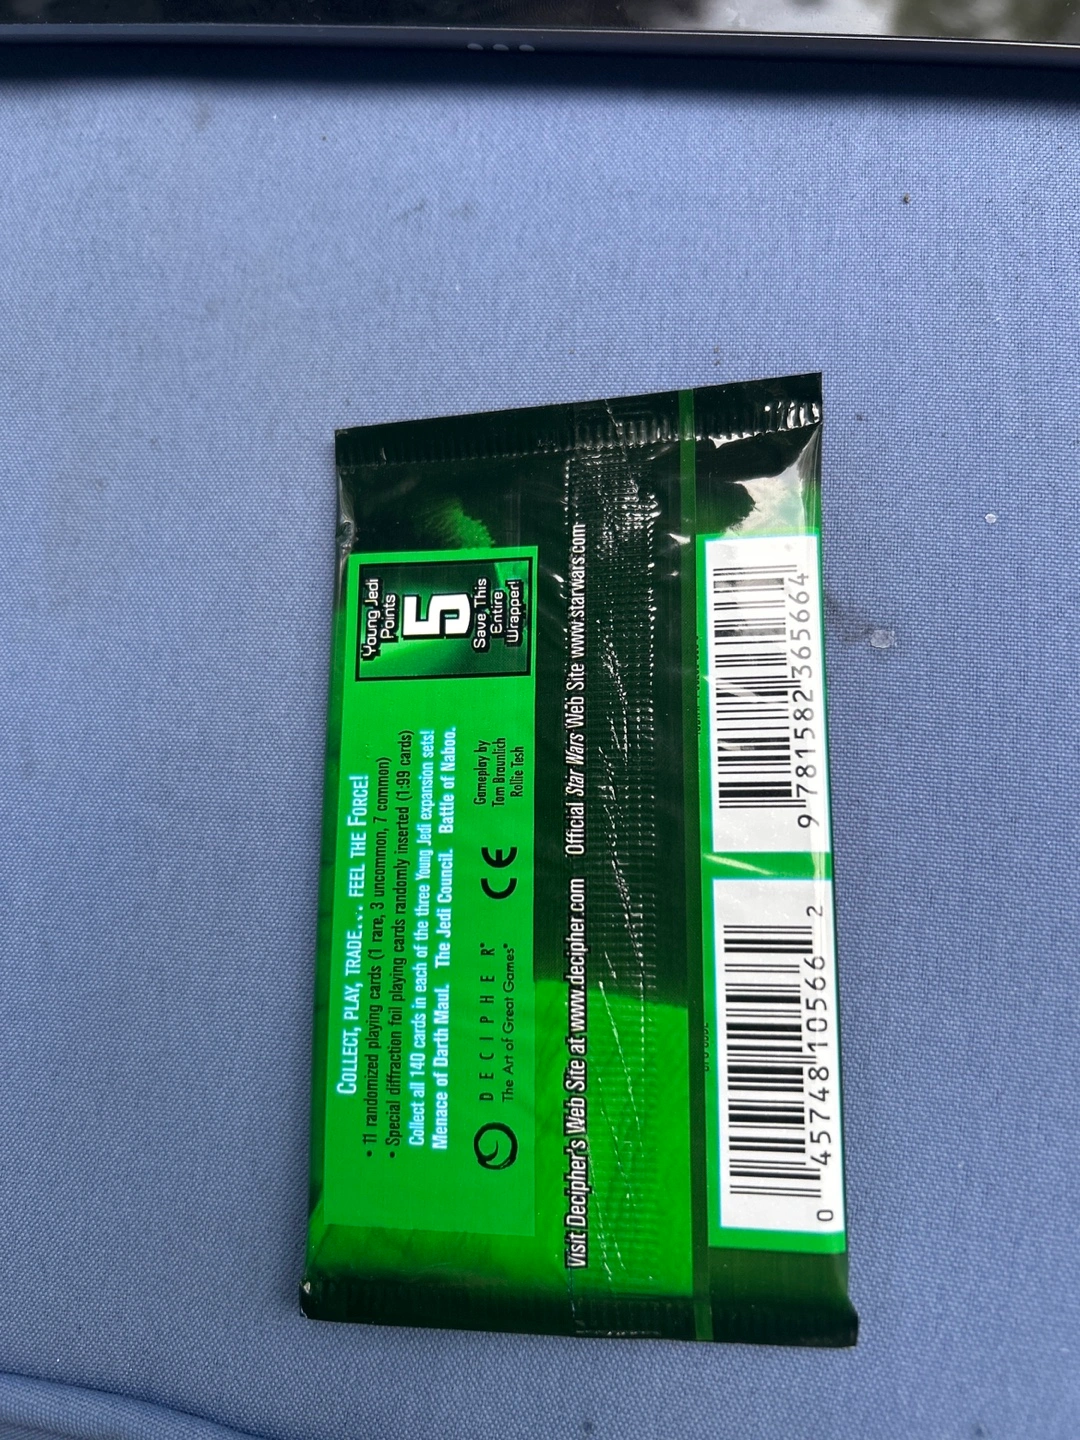 COLLECT, PLAY, TRADE... FEEL THE FORCE!
• 11 randomized playing cards (1 rare, 3 uncommon, 7 common)
• Special diffraction foil playing cards randomly inserted (1:99 cards)
Collect all 140 cards in each of the three Young Jedi expansion sets!
Menace of Darth Maul. The Jedi Council. Battle of Naboo.
DECIPHER®
The Art of Great Games®
CE
Gameplay by
Tom Braunlich
Rollie Tesh
Young Jedi
Points
5
Save This
Entire
Wrapper!
Visit Decipher's Web Site at www.decipher.com Official Star Wars Web Site www.starwars.com
0 45748 10566 2
9 781582 365664